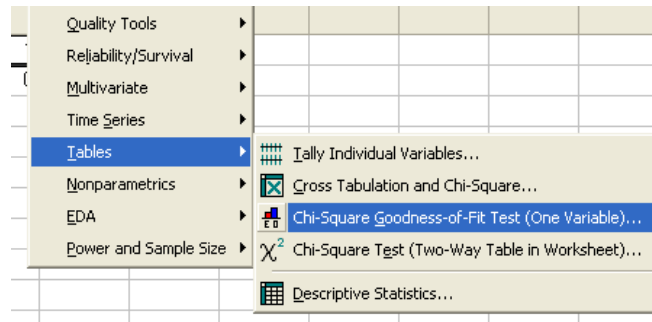 Quality Tools
Reliability/Survival
Multivariate
Time Series
Tables
Tally Individual Variables...
Nonparametrics
Cross Tabulation and Chi-Square...
EDA
Chi-Square Goodness-of-Fit Test (One Variable)...
Power and Sample Size
χ² Chi-Square Test (Two-Way Table in Worksheet)...
Descriptive Statistics...